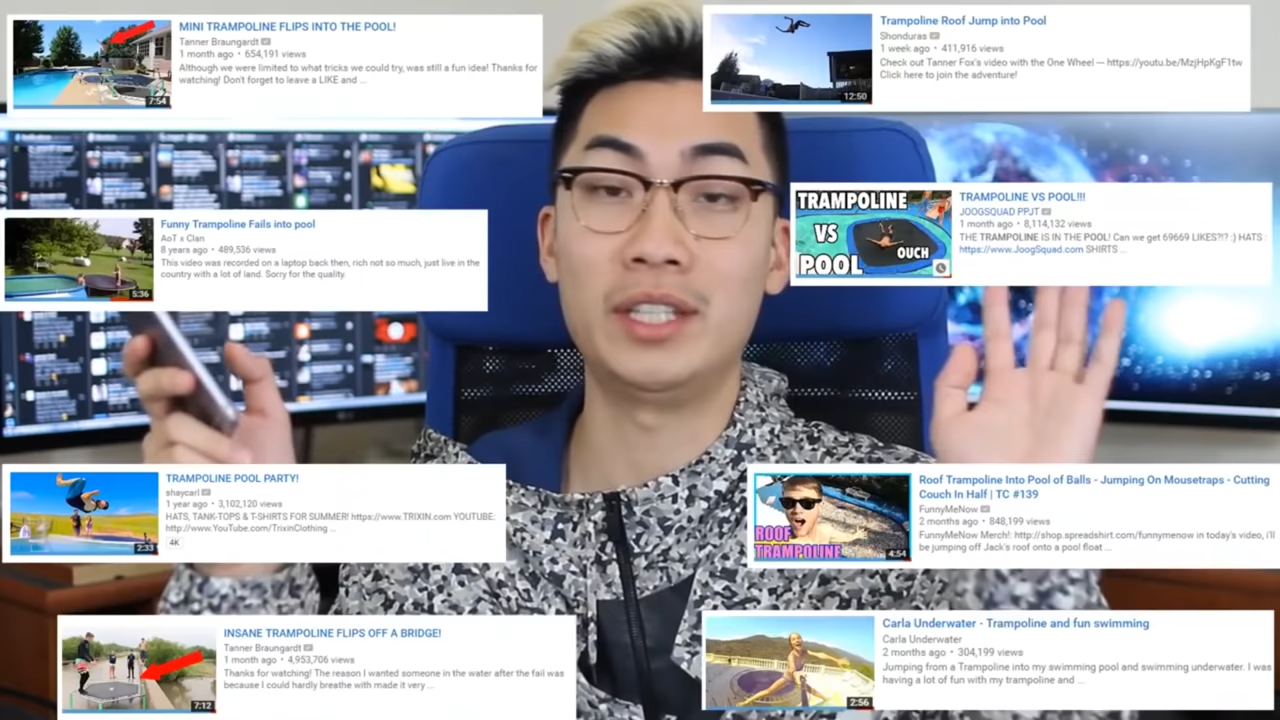 MINI TRAMPOLINE FLIPS INTO THE POOL!
Tanner Braungardt
1 month ago • 654,191 views
Although we were limited to what tricks we could try, was still a fun idea! Thanks for
watching! Don't forget to leave a LIKE and ...
7:54
Trampoline Roof Jump into Pool
Shonduras
1 week ago • 411,916 views
Check out Tanner Fox's video with the One Wheel — https://youtu.be/MzjHpKgF1tw
Click here to join the adventure!
12:50
Funny Trampoline Fails into pool
AoT x Clan
8 years ago • 489,536 views
This video was recorded on a laptop back then, rich not so much, just live in the
country with a lot of land. Sorry for the quality.
5:36
TRAMPOLINE
VS
POOL
OUCH
TRAMPOLINE VS POOL!!!
JOOGSQUAD PPJT
1 month ago • 8,114,132 views
THE TRAMPOLINE IS IN THE POOL! Can we get 69669 LIKES?!? :) HATS :
https://www.JoogSquad.com SHIRTS ...
TRAMPOLINE POOL PARTY!
shaycarl
1 year ago • 3,102,120 views
HATS, TANK-TOPS & T-SHIRTS FOR SUMMER! https://www.TRIXIN.com YOUTUBE:
http://www.YouTube.com/TrixinClothing ...
4K
2:33
Roof Trampoline Into Pool of Balls - Jumping On Mousetraps - Cutting
Couch In Half | TC #139
FunnyMeNow
2 months ago • 848,199 views
FunnyMeNow Merch!: http://shop.spreadshirt.com/funnymenow in today's video, i'll
be jumping off Jack's roof onto a pool float ...
ROOF
TRAMPOLINE
4:54
INSANE TRAMPOLINE FLIPS OFF A BRIDGE!
Tanner Braungardt
1 month ago • 4,953,706 views
Thanks for watching! The reason I wanted someone in the water after the fail was
because I could hardly breathe with made it very ...
7:12
Carla Underwater - Trampoline and fun swimming
Carla Underwater
2 months ago • 304,199 views
Jumping from a Trampoline into my swimming pool and swimming underwater. I was
having a lot of fun with my trampoline and ...
2:56
LG